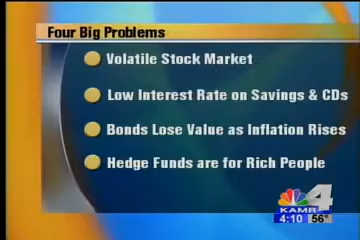 Four Big Problems
Volatile Stock Market
Low Interest Rate on Savings & CDs
Bonds Lose Value as Inflation Rises
Hedge Funds are for Rich People
4
KAMR
4:10 56°